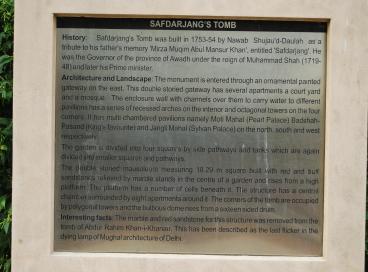 SAFDARJANG'S TOMB
History: Safdarjang's Tomb was built in 1753-54 by Nawab Shujau'd-Daulah as a
tribute to his father's memory 'Mirza Muqim Abul Mansur Khan', entitled 'Safdarjang'. He
was the Governor of the province of Awadh under the reign of Muhammad Shah (1719-
48) and later his Prime minister.
Architecture and Landscape: The monument is entered through an ornamental painted
gateway on the east. This double storied gateway has several apartments a court yard
and a mosque. The enclosure wall with channels over them to carry water to different
pavilions has a series of recessed arches on the interior and octagonal towers on the four
corners. It has multi chambered pavilions namely Moti Mahal (Pearl Palace) Badshah-
Pasand (King's favourite) and Jangli Mahal (Sylvan Palace) on the north, south and west
respectively.
The garden is divided into four squares by side pathways and tanks which are again
divided into smaller squares and pathways.
The double storied mausoleum measuring 18.29 m square built with red and buff
sandstones relieved by marble stands in the centre of a garden and rises from a high
platform. The platform has a number of cells beneath it. The structure has a central
chamber surrounded by eight apartments around it. The corners of the tomb are occupied
by polygonal towers and the bulbous dome rises from a sixteen sided drum.
Interesting facts: The marble and red sandstone for this structure was removed from the
tomb of Abdur Rahim Khan-i-Khanan. This has been described as the last flicker in the
dying lamp of Mughal architecture of Delhi.